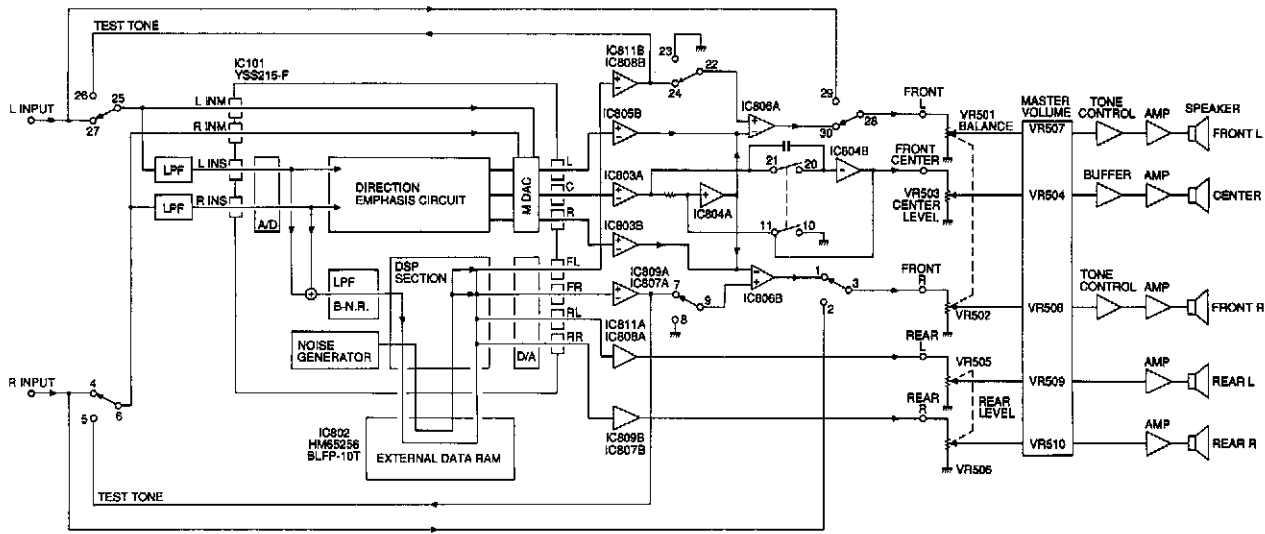 TEST TONE
L INPUT
26
25
27
IC101
YSS215-F
L INM
R INM
L INS
R INS
LPF
LPF
A/D
DIRECTION
EMPHASIS CIRCUIT
M DAC
L
C
R
FL
FR
RL
RR
LPF
B-N.R.
DSP
SECTION
D/A
NOISE
GENERATOR
R INPUT
4
5
6
IC802
HM65256
BLFP-10T
EXTERNAL DATA RAM
TEST TONE
IC811B
IC808B
23
22
24
IC805B
IC806A
29
30
28
IC803A
21
20
IC804B
IC804A
11
10
IC803B
IC809A
IC807A
7
9
8
IC806B
1
3
2
IC811A
IC808A
IC809B
IC807B
FRONT
L
VR501
BALANCE
FRONT
CENTER
VR503
CENTER
LEVEL
FRONT
R
VR502
REAR
L
VR505
REAR
LEVEL
REAR
R
VR506
MASTER
VOLUME
VR507
VR504
VR508
VR509
VR510
TONE
CONTROL
AMP
SPEAKER
FRONT L
BUFFER
AMP
CENTER
TONE
CONTROL
AMP
FRONT R
AMP
REAR L
AMP
REAR R